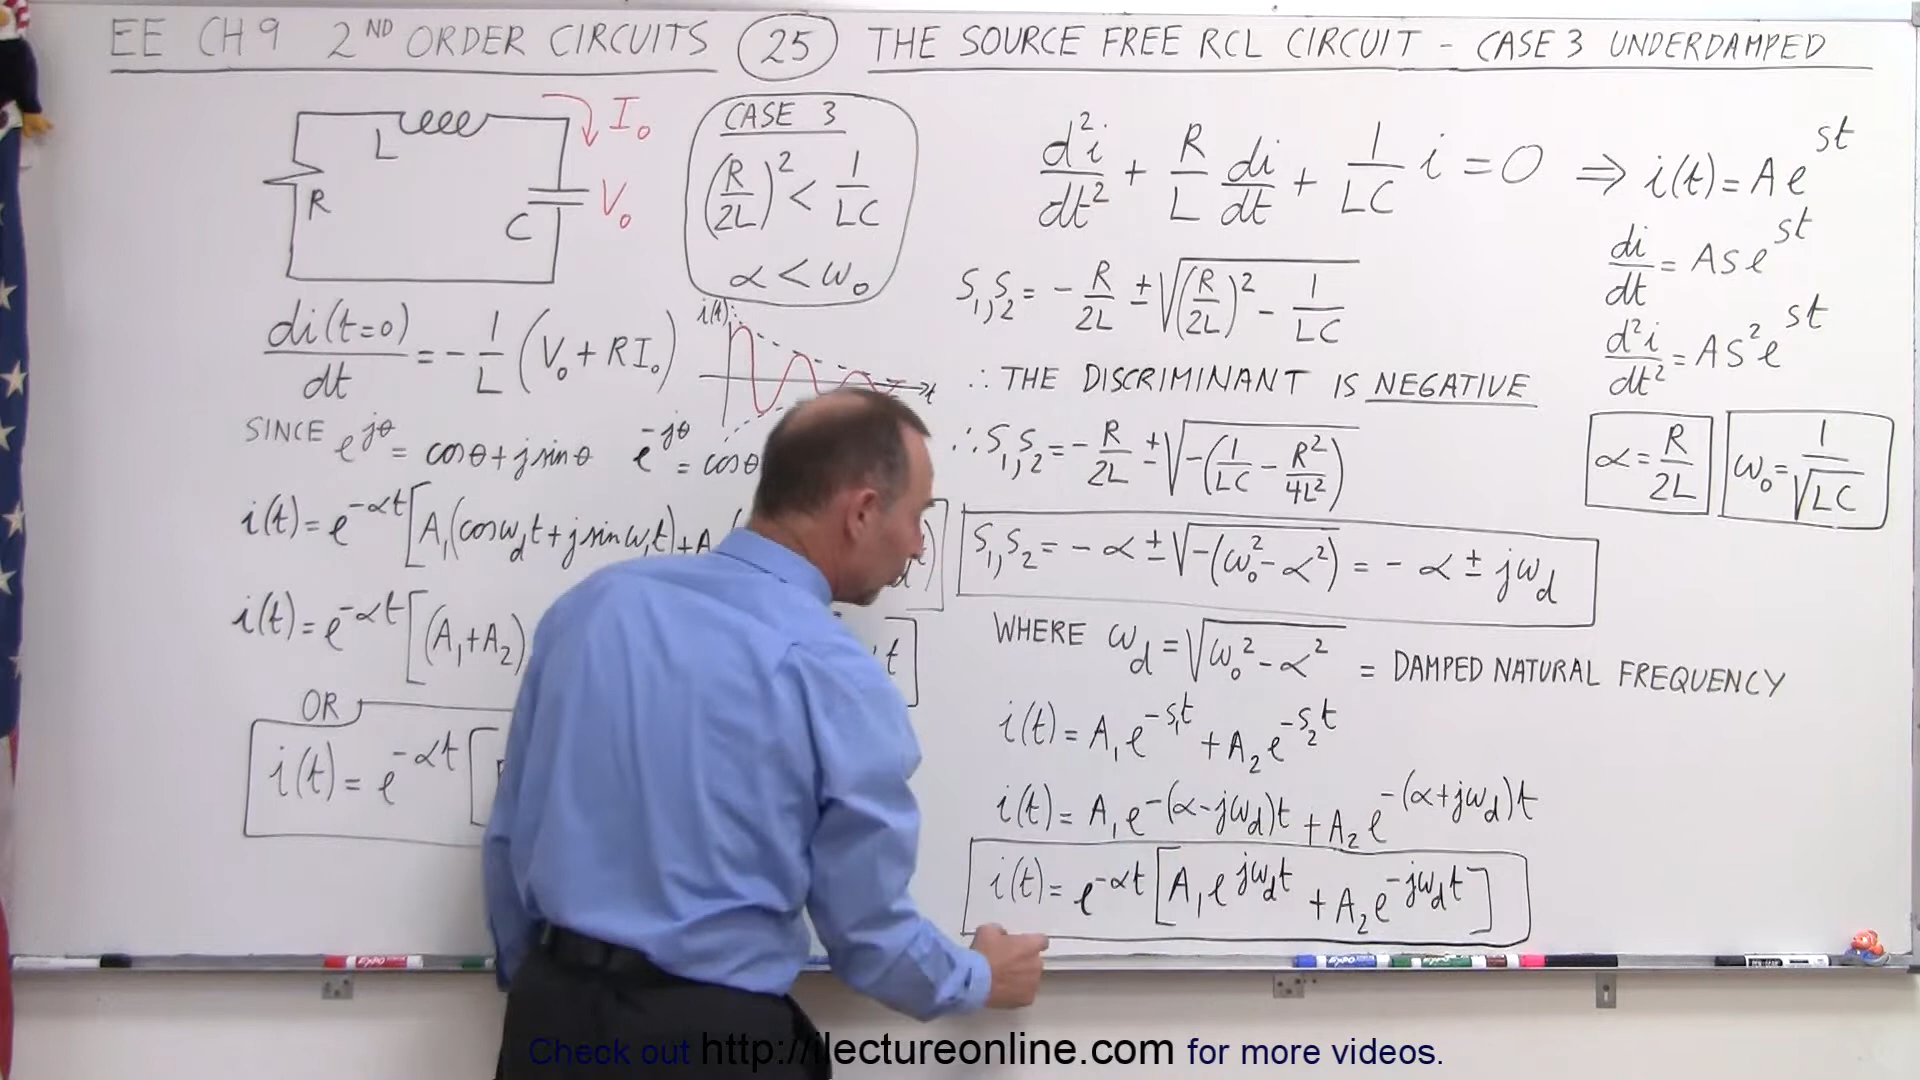 EE CH 9 2ND ORDER CIRCUITS (25) THE SOURCE FREE RCL CIRCUIT - CASE 3 UNDERDAMPED
L
R
C
I₀
V₀
CASE 3
(R/2L)² < 1/LC
α < ω₀
di(t=0)/dt = -1/L (V₀ + RI₀)
i(t)
t
SINCE e^jθ = cosθ + j sinθ e^-jθ = cosθ
i(t) = e^-αt [A₁(cosω_d t + j sinω_d t) + A
i(t) = e^-αt [(A₁+A₂)
t]
OR
i(t) = e^-αt [
d²i/dt² + R/L di/dt + 1/LC i = 0 ⇒ i(t) = Ae^st
di/dt = Ase^st
d²i/dt² = As²e^st
S₁,S₂ = -R/2L ± √((R/2L)² - 1/LC)
∴ THE DISCRIMINANT IS NEGATIVE
∴ S₁,S₂ = -R/2L ± √(-(1/LC - R²/4L²))
α = R/2L
ω₀ = 1/√LC
S₁,S₂ = -α ± √(-(ω₀² - α²)) = -α ± jω_d
WHERE ω_d = √(ω₀² - α²) = DAMPED NATURAL FREQUENCY
i(t) = A₁e^-s₁t + A₂e^-s₂t
i(t) = A₁e^-(α-jω_d)t + A₂e^-(α+jω_d)t
i(t) = e^-αt [A₁e^jω_d t + A₂e^-jω_d t]
Check out http://ilectureonline.com for more videos.